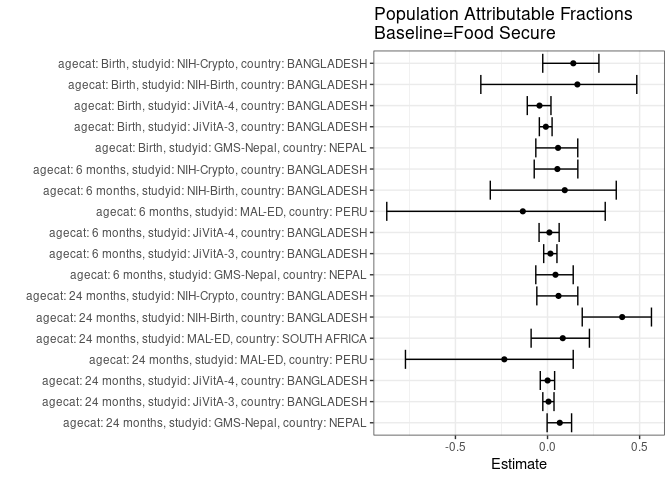 Population Attributable Fractions
Baseline=Food Secure
agecat: Birth, studyid: NIH-Crypto, country: BANGLADESH
agecat: Birth, studyid: NIH-Birth, country: BANGLADESH
agecat: Birth, studyid: JiVitA-4, country: BANGLADESH
agecat: Birth, studyid: JiVitA-3, country: BANGLADESH
agecat: Birth, studyid: GMS-Nepal, country: NEPAL
agecat: 6 months, studyid: NIH-Crypto, country: BANGLADESH
agecat: 6 months, studyid: NIH-Birth, country: BANGLADESH
agecat: 6 months, studyid: MAL-ED, country: PERU
agecat: 6 months, studyid: JiVitA-4, country: BANGLADESH
agecat: 6 months, studyid: JiVitA-3, country: BANGLADESH
agecat: 6 months, studyid: GMS-Nepal, country: NEPAL
agecat: 24 months, studyid: NIH-Crypto, country: BANGLADESH
agecat: 24 months, studyid: NIH-Birth, country: BANGLADESH
agecat: 24 months, studyid: MAL-ED, country: SOUTH AFRICA
agecat: 24 months, studyid: MAL-ED, country: PERU
agecat: 24 months, studyid: JiVitA-4, country: BANGLADESH
agecat: 24 months, studyid: JiVitA-3, country: BANGLADESH
agecat: 24 months, studyid: GMS-Nepal, country: NEPAL
-0.5 0.0 0.5
Estimate